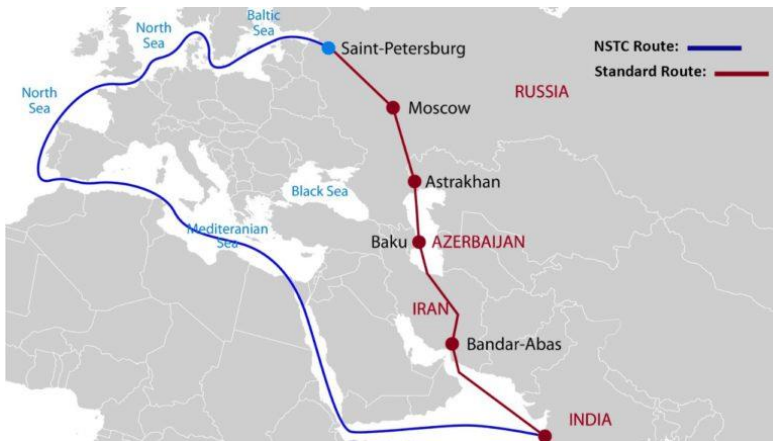 North
Sea
Baltic
Sea
Saint-Petersburg
NSTC Route:
Standard Route:
North
Sea
RUSSIA
Moscow
Astrakhan
Black Sea
Mediteranian
Sea
Baku
AZERBAIJAN
IRAN
Bandar-Abas
INDIA